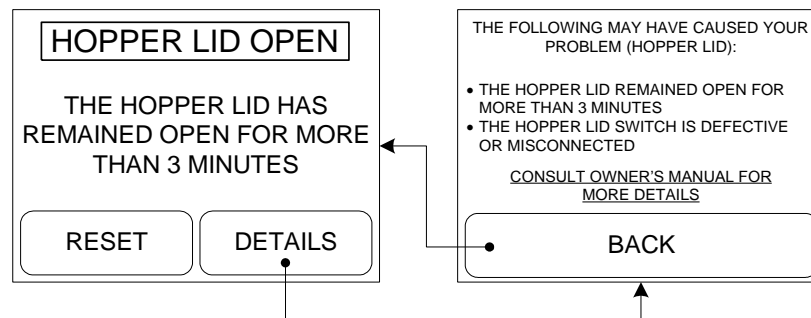 HOPPER LID OPEN
THE HOPPER LID HAS
REMAINED OPEN FOR MORE
THAN 3 MINUTES
RESET
DETAILS
THE FOLLOWING MAY HAVE CAUSED YOUR
PROBLEM (HOPPER LID):
• THE HOPPER LID REMAINED OPEN FOR
MORE THAN 3 MINUTES
• THE HOPPER LID SWITCH IS DEFECTIVE
OR MISCONNECTED
CONSULT OWNER'S MANUAL FOR
MORE DETAILS
BACK